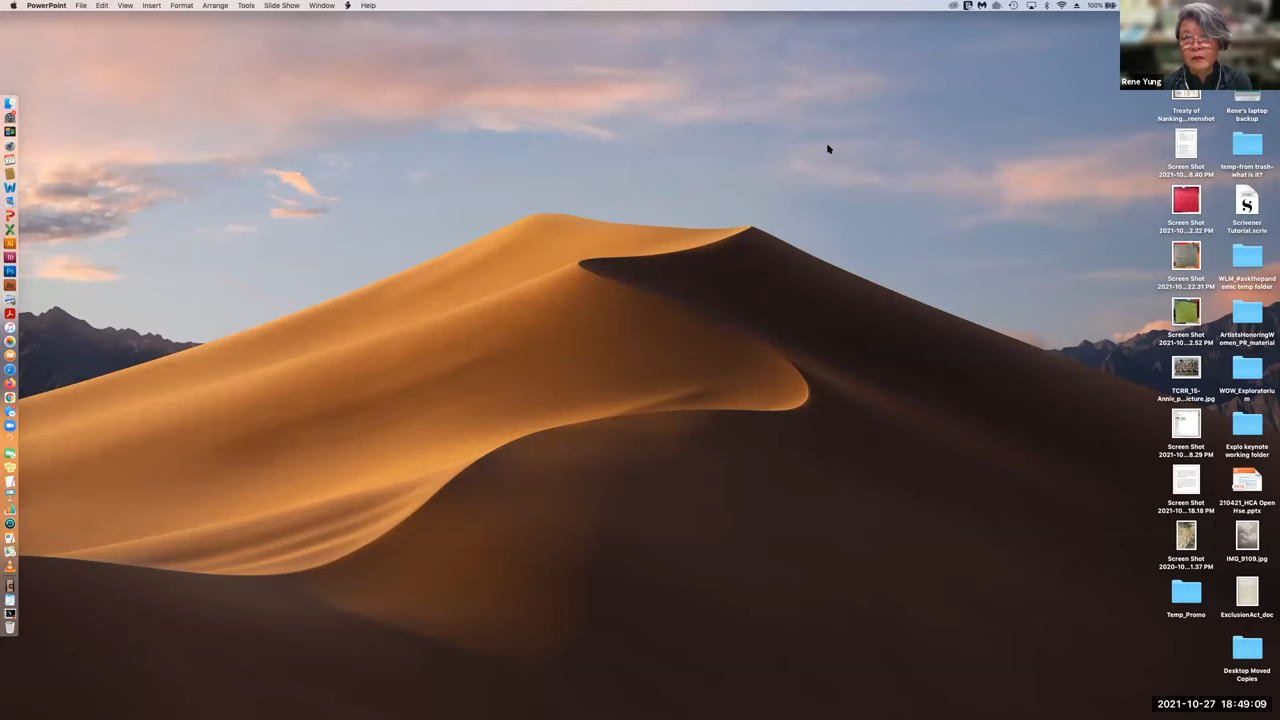 PowerPoint File Edit View Insert Format Arrange Tools Slide Show Window Help
100%
Rene Yung
Treaty of
Nanking...reenshot
Rene's laptop
backup
Screen Shot
2021-10...8.40 PM
temp-from trash-
what is it?
Screen Shot
2021-10...2.22 PM
Scrivener
Tutorial.scriv
Screen Shot
2021-10...22.31 PM
WLM_#askthepand
emic temp folder
Screen Shot
2021-10...2.52 PM
ArtistsHonoringW
omen_PR_material
TCRR_15-
Anniv_p...icture.jpg
WOW_Exploratoriu
m
Screen Shot
2021-10...8.29 PM
Explo keynote
working folder
Screen Shot
2021-10...18.18 PM
210421_HCA Open
Hse.pptx
Screen Shot
2020-10...1.37 PM
IMG_9109.jpg
Temp_Promo
ExclusionAct_doc
Desktop Moved
Copies
2021-10-27 18:49:09